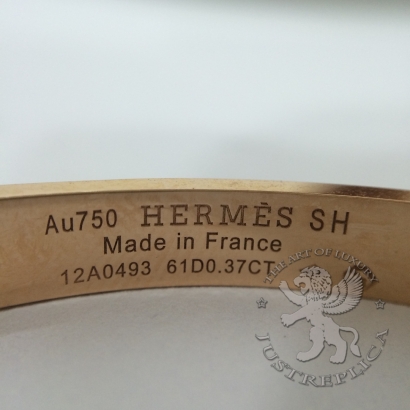 Au750 HERMÈS SH
Made in France
12A0493 61D0.37CT
THE ART OF LUXURY
JUSTREPLICA